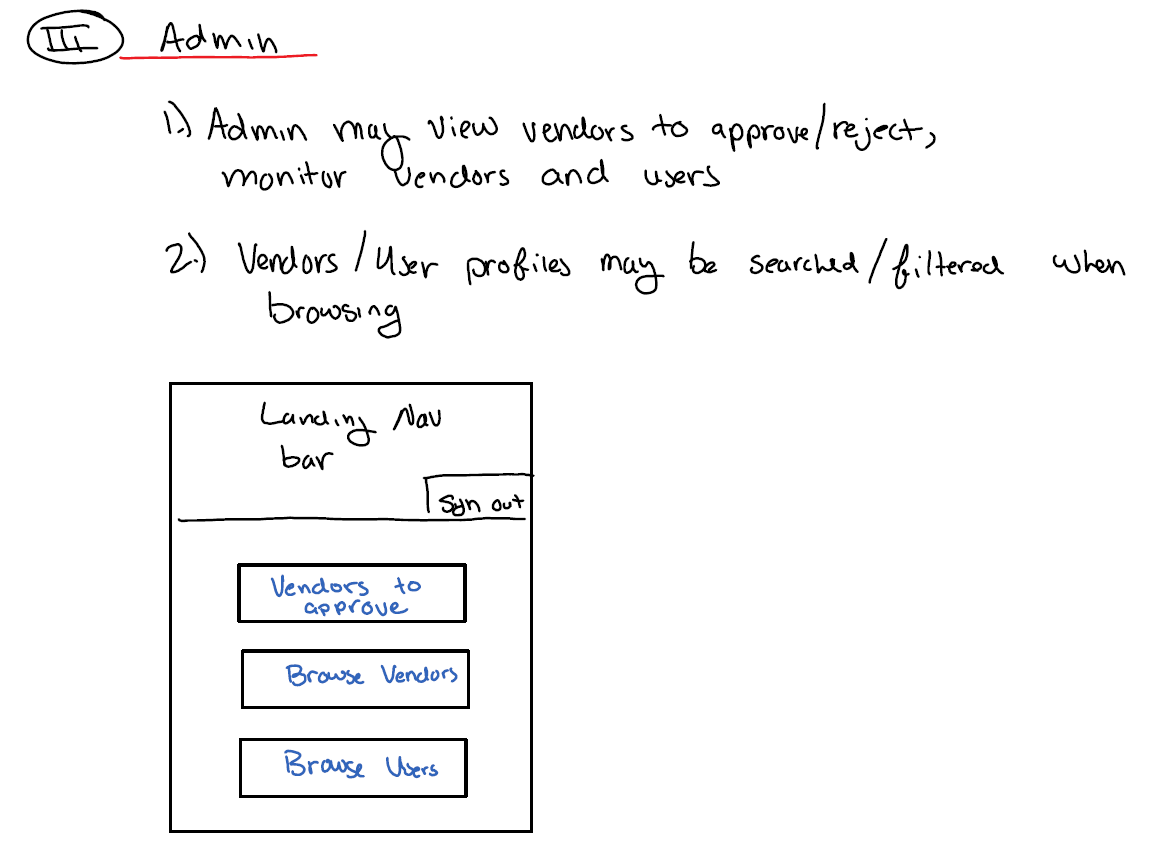 III Admin
1.) Admin may view vendors to approve/reject,
monitor vendors and users
2.) Vendors/User profiles may be searched/filtered when
browsing
Landing Nav
bar
Sign out
Vendors to
approve
Browse Vendors
Browse Users